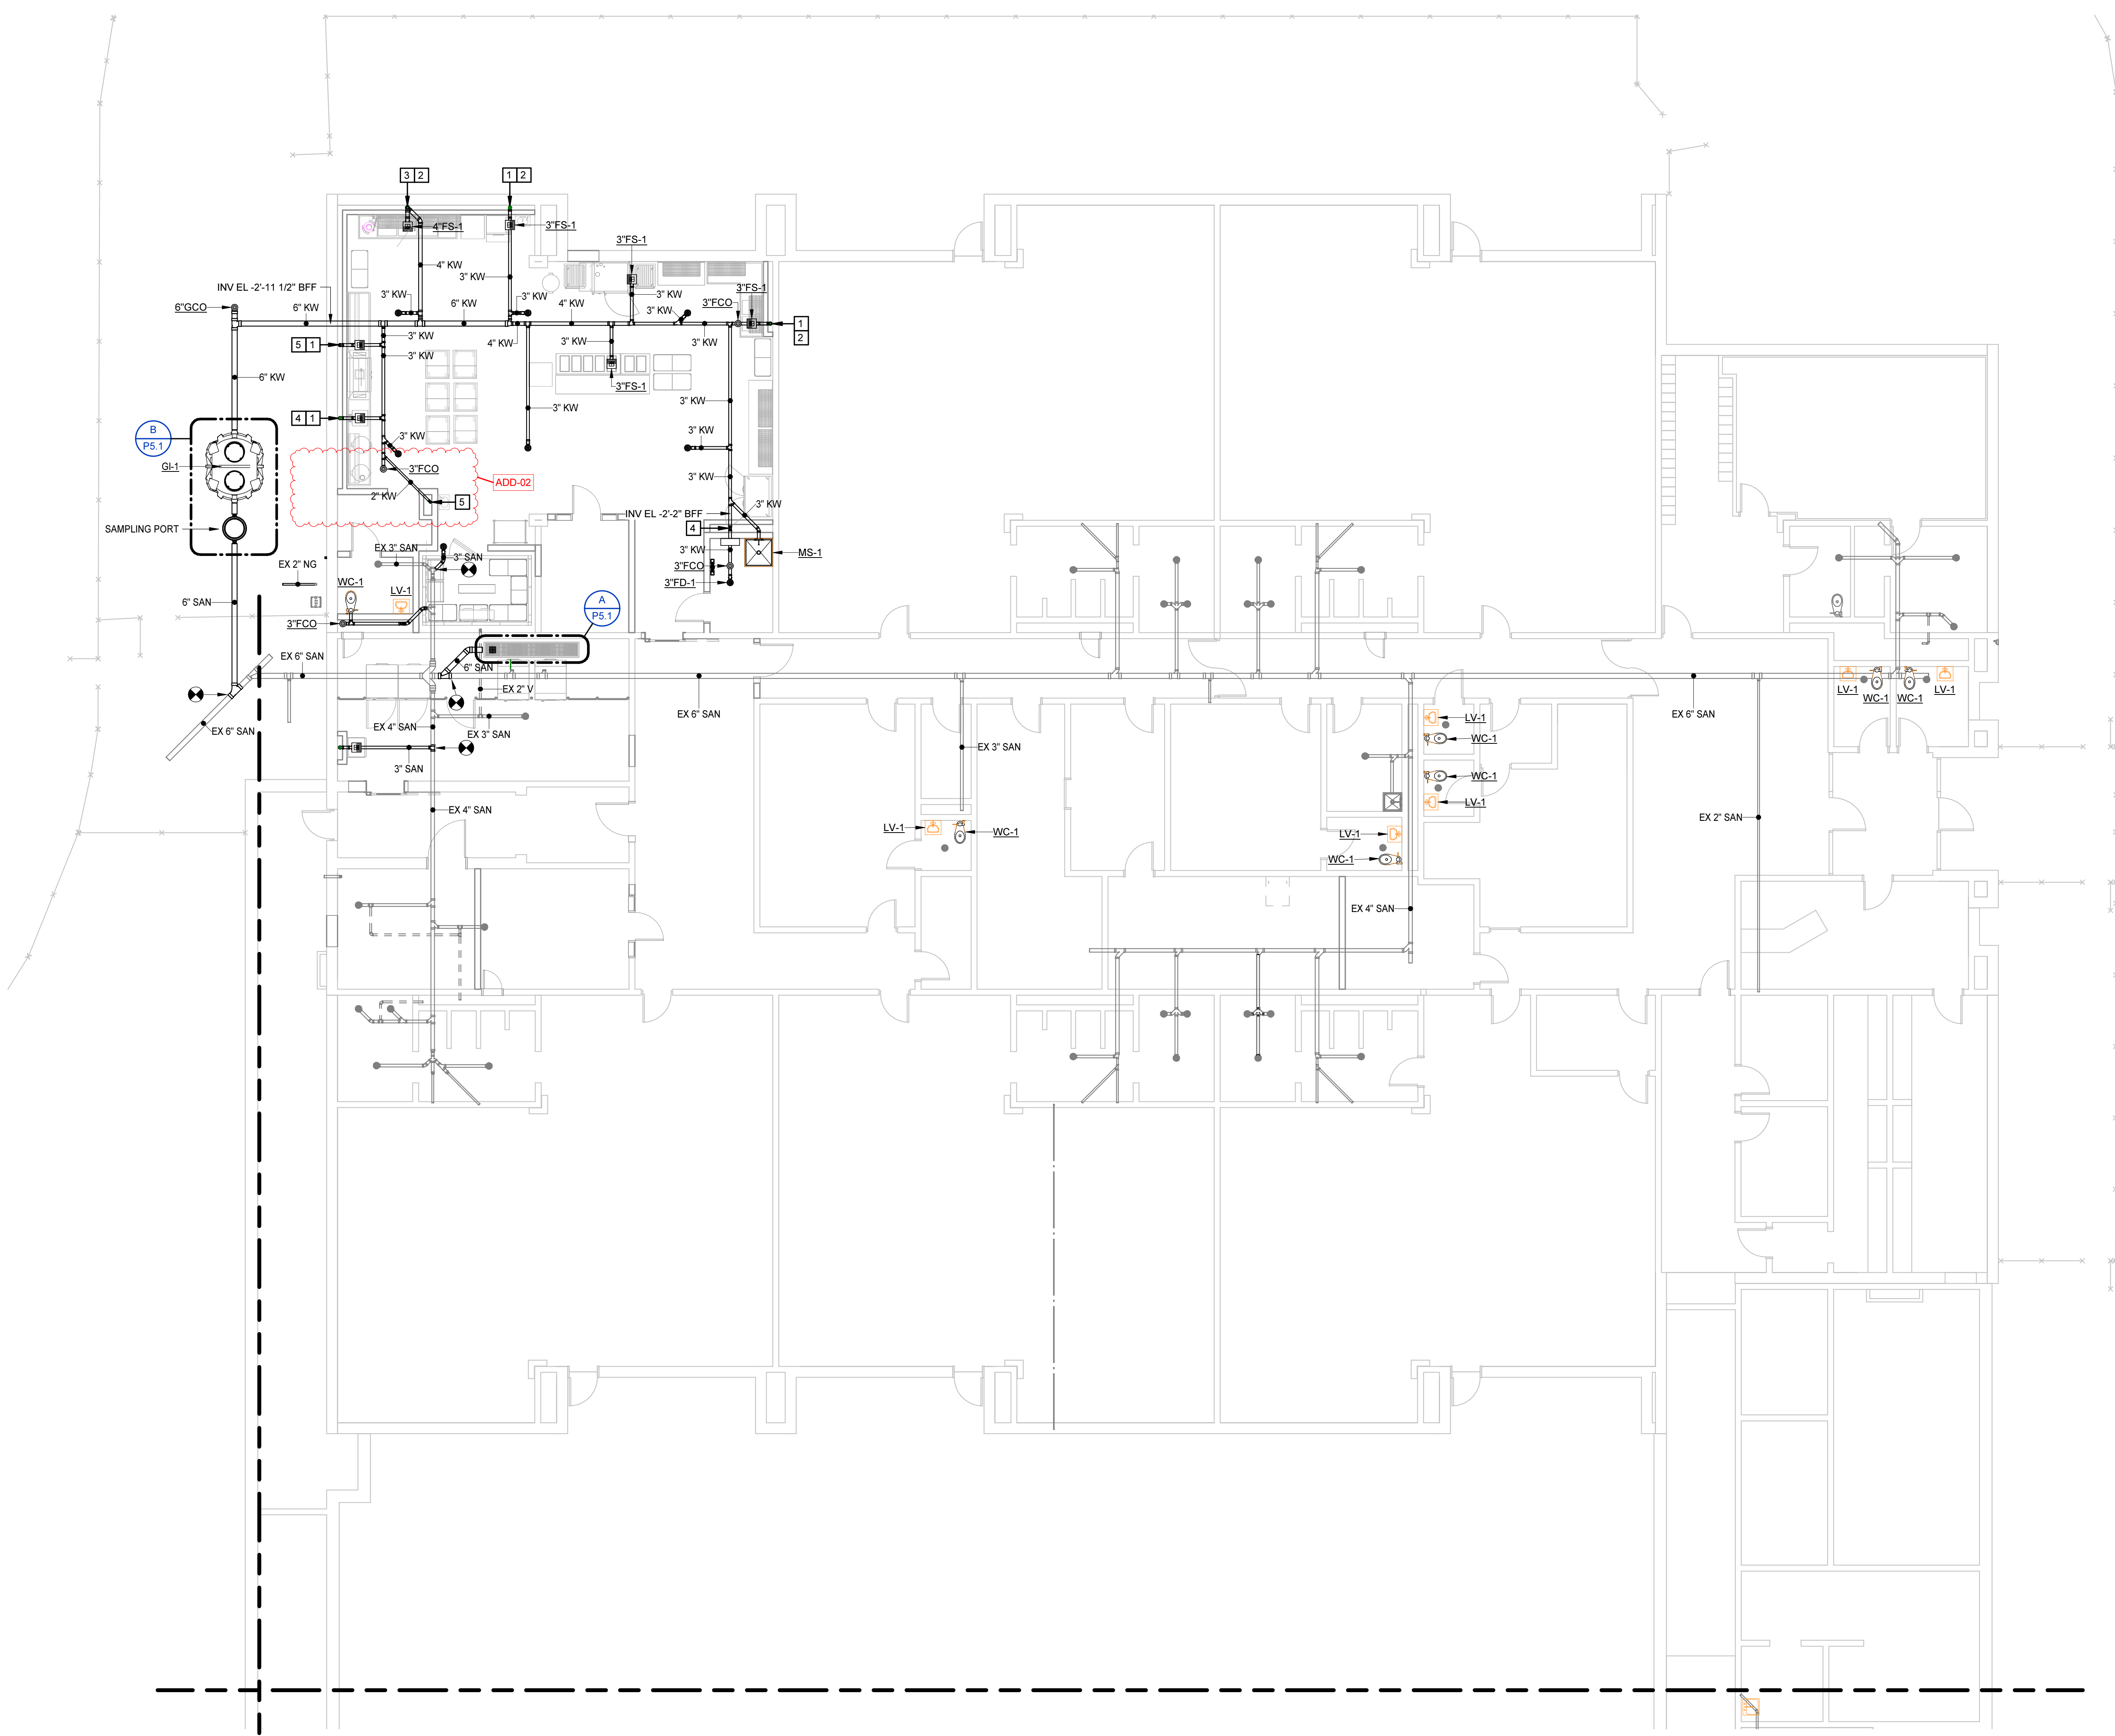 3 2
1 2
4"FS-1
3"FS-1
3"FS-1
4" KW
3" KW
INV EL -2'-11 1/2" BFF
3" KW
3" KW
3" KW
3"FS-1
6"GCO
6" KW
6" KW
4" KW
3"FCO
3" KW
1
2
5 1
3" KW
4" KW
3" KW
3" KW
3" KW
6" KW
3"FS-1
3" KW
3" KW
4 1
B
P5.1
3" KW
3" KW
GI-1
3"FCO
ADD-02
3" KW
2" KW
5
3" KW
SAMPLING PORT
INV EL -2'-2" BFF
4
EX 3" SAN
3" SAN
3" KW
MS-1
EX 2" NG
3"FCO
WC-1
LV-1
3"FD-1
6" SAN
A
P5.1
3"FCO
EX 6" SAN
6" SAN
EX 2" V
EX 6" SAN
EX 6" SAN
LV-1
WC-1
WC-1
LV-1
EX 6" SAN
EX 4" SAN
EX 3" SAN
LV-1
WC-1
EX 3" SAN
3" SAN
WC-1
LV-1
EX 4" SAN
EX 2" SAN
LV-1
WC-1
LV-1
WC-1
EX 4" SAN